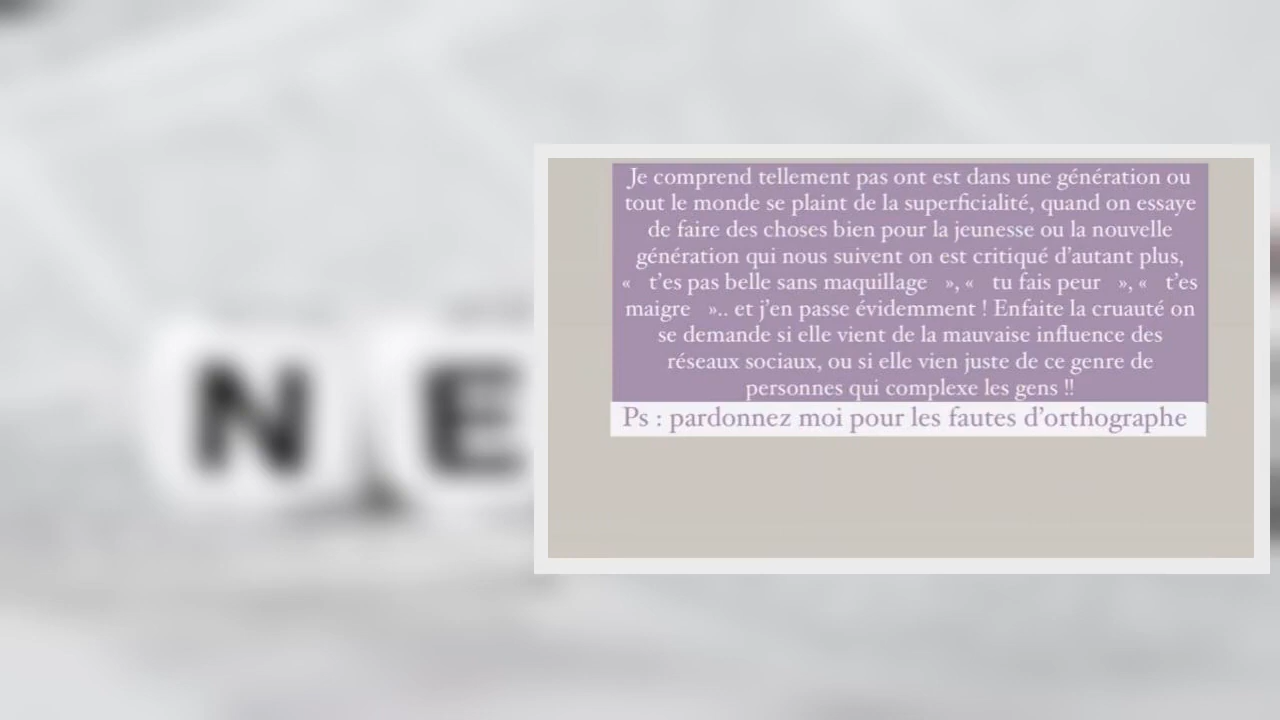 N E
Je comprend tellement pas ont est dans une génération ou
tout le monde se plaint de la superficialité, quand on essaye
de faire des choses bien pour la jeunesse ou la nouvelle
génération qui nous suivent on est critiqué d’autant plus,
«   t’es pas belle sans maquillage   », «   tu fais peur   », «   t’es
maigre   ».. et j’en passe évidemment ! Enfaite la cruauté on
se demande si elle vient de la mauvaise influence des
réseaux sociaux, ou si elle vien juste de ce genre de
personnes qui complexe les gens !!
Ps : pardonnez moi pour les fautes d’orthographe